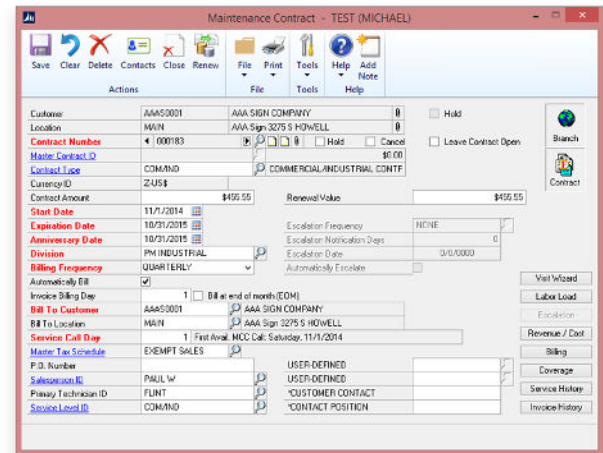 Maintenance Contract - TEST (MICHAEL)
Save Clear Delete Contacts Close Renew File Print Tools Help Add Note
Actions File Tools Help
Customer AAAS0001 AAA SIGN COMPANY Hold
Location MAIN AAA Sign 3275 S HOWELL
Contract Number 000183 Hold Cancel Leave Contract Open
Master Contract ID $0.00
Contract Type COM/IND COMMERCIAL/INDUSTRIAL CONTF
Currency ID Z-US$
Contract Amount $455.55 Renewal Value $455.55
Start Date 11/1/2014
Expiration Date 10/31/2015 Escalation Frequency NONE
Anniversary Date 10/31/2015 Escalation Notification Days 0
Division PM INDUSTRIAL Escalation Date 0/0/0000
Billing Frequency QUARTERLY Automatically Escalate
Automatically Bill
Invoice Billing Day 1 Bill at end of month (EOM)
Bill To Customer AAAS0001 AAA SIGN COMPANY
Bill To Location MAIN AAA Sign 3275 S HOWELL
Service Call Day 1 First Avail. MCC Call: Saturday, 11/1/2014
Master Tax Schedule EXEMPT SALES
P.O. Number USER-DEFINED
Salesperson ID PAUL W USER-DEFINED
Primary Technician ID FLINT *CUSTOMER CONTACT
Service Level ID COM/IND *CONTACT POSITION
Branch
Contract
Visit Wizard
Labor Load
Escalation
Revenue / Cost
Billing
Coverage
Service History
Invoice History